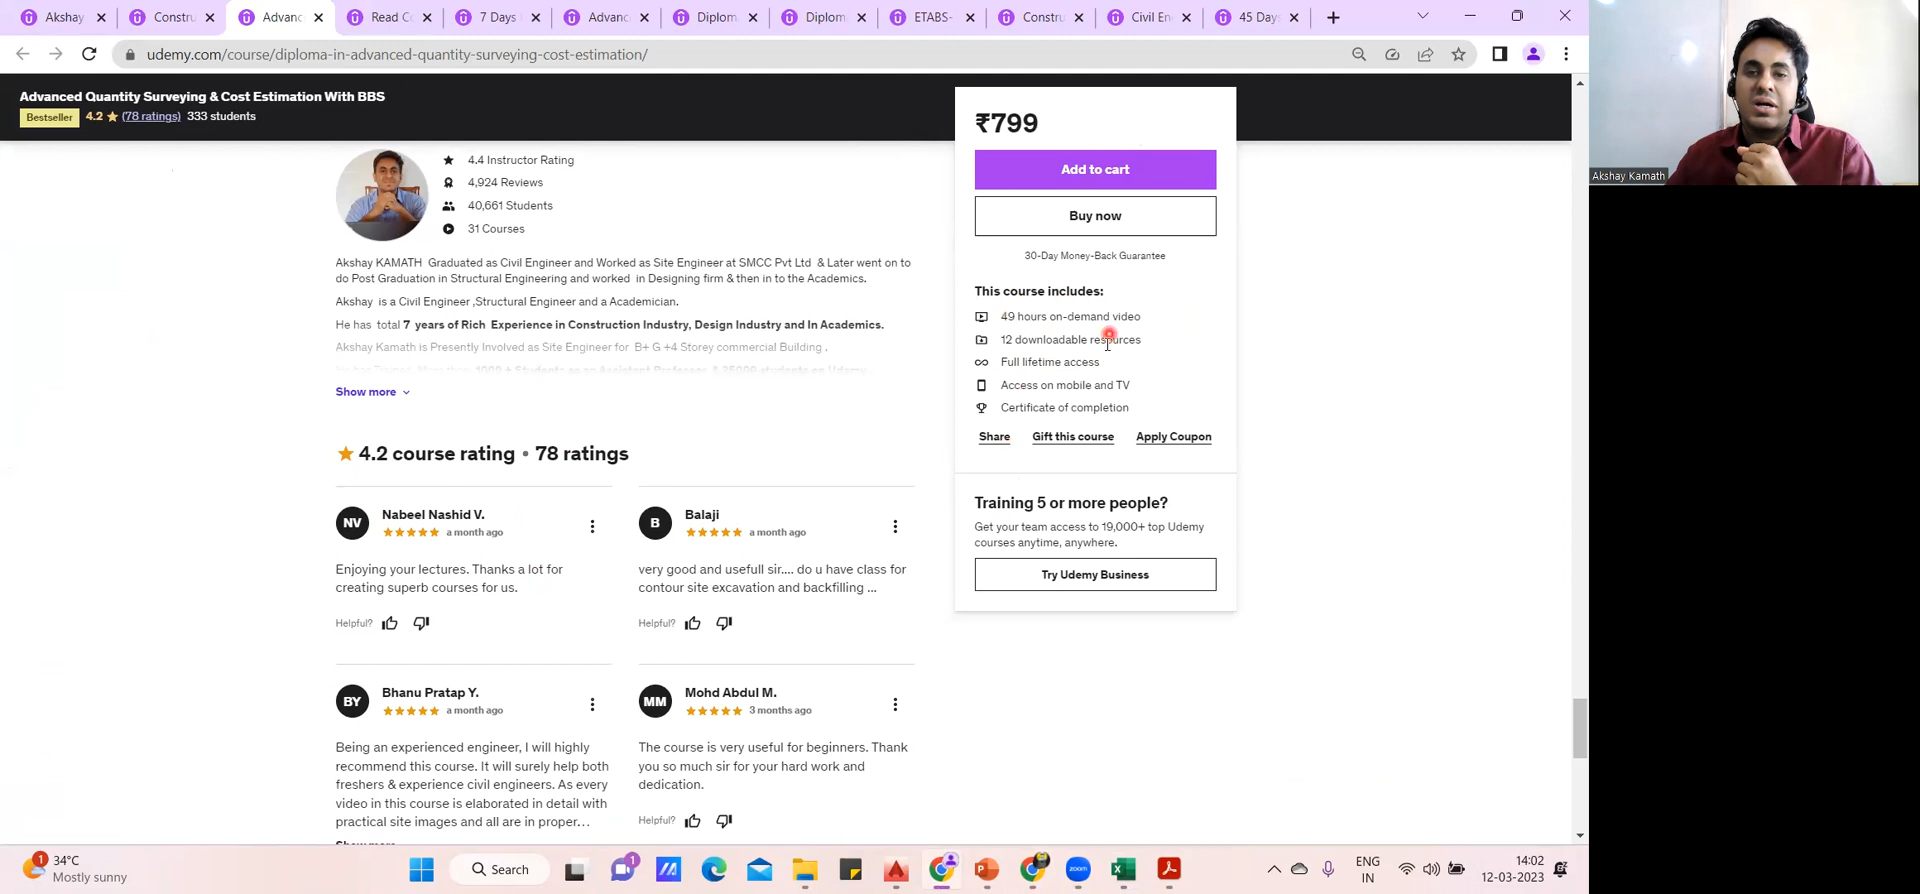 Akshay
Constru
Advanc
Read Co
7 Days
Advanc
Diplom
Diplom
ETABS-
Constru
Civil En
45 Days
udemy.com/course/diploma-in-advanced-quantity-surveying-cost-estimation/
Advanced Quantity Surveying & Cost Estimation With BBS
Bestseller 4.2 (78 ratings) 333 students
4.4 Instructor Rating
4,924 Reviews
40,661 Students
31 Courses
Akshay KAMATH Graduated as Civil Engineer and Worked as Site Engineer at SMCC Pvt Ltd & Later went on to
do Post Graduation in Structural Engineering and worked in Designing firm & then in to the Academics.
Akshay is a Civil Engineer ,Structural Engineer and a Academician.
He has total 7 years of Rich Experience in Construction Industry, Design Industry and In Academics.
Akshay Kamath is Presently Involved as Site Engineer for B+ G +4 Storey commercial Building .
Show more
4.2 course rating • 78 ratings
NV
Nabeel Nashid V.
a month ago
Enjoying your lectures. Thanks a lot for
creating superb courses for us.
Helpful?
B
Balaji
a month ago
very good and usefull sir.... do u have class for
contour site excavation and backfilling ...
Helpful?
BY
Bhanu Pratap Y.
a month ago
Being an experienced engineer, I will highly
recommend this course. It will surely help both
freshers & experience civil engineers. As every
video in this course is elaborated in detail with
practical site images and all are in proper...
MM
Mohd Abdul M.
3 months ago
The course is very useful for beginners. Thank
you so much sir for your hard work and
dedication.
Helpful?
₹799
Add to cart
Buy now
30-Day Money-Back Guarantee
This course includes:
49 hours on-demand video
12 downloadable resources
Full lifetime access
Access on mobile and TV
Certificate of completion
Share Gift this course Apply Coupon
Training 5 or more people?
Get your team access to 19,000+ top Udemy
courses anytime, anywhere.
Try Udemy Business
Akshay Kamath
1
34°C
Mostly sunny
Search
1
zoom
ENG
IN
14:02
12-03-2023